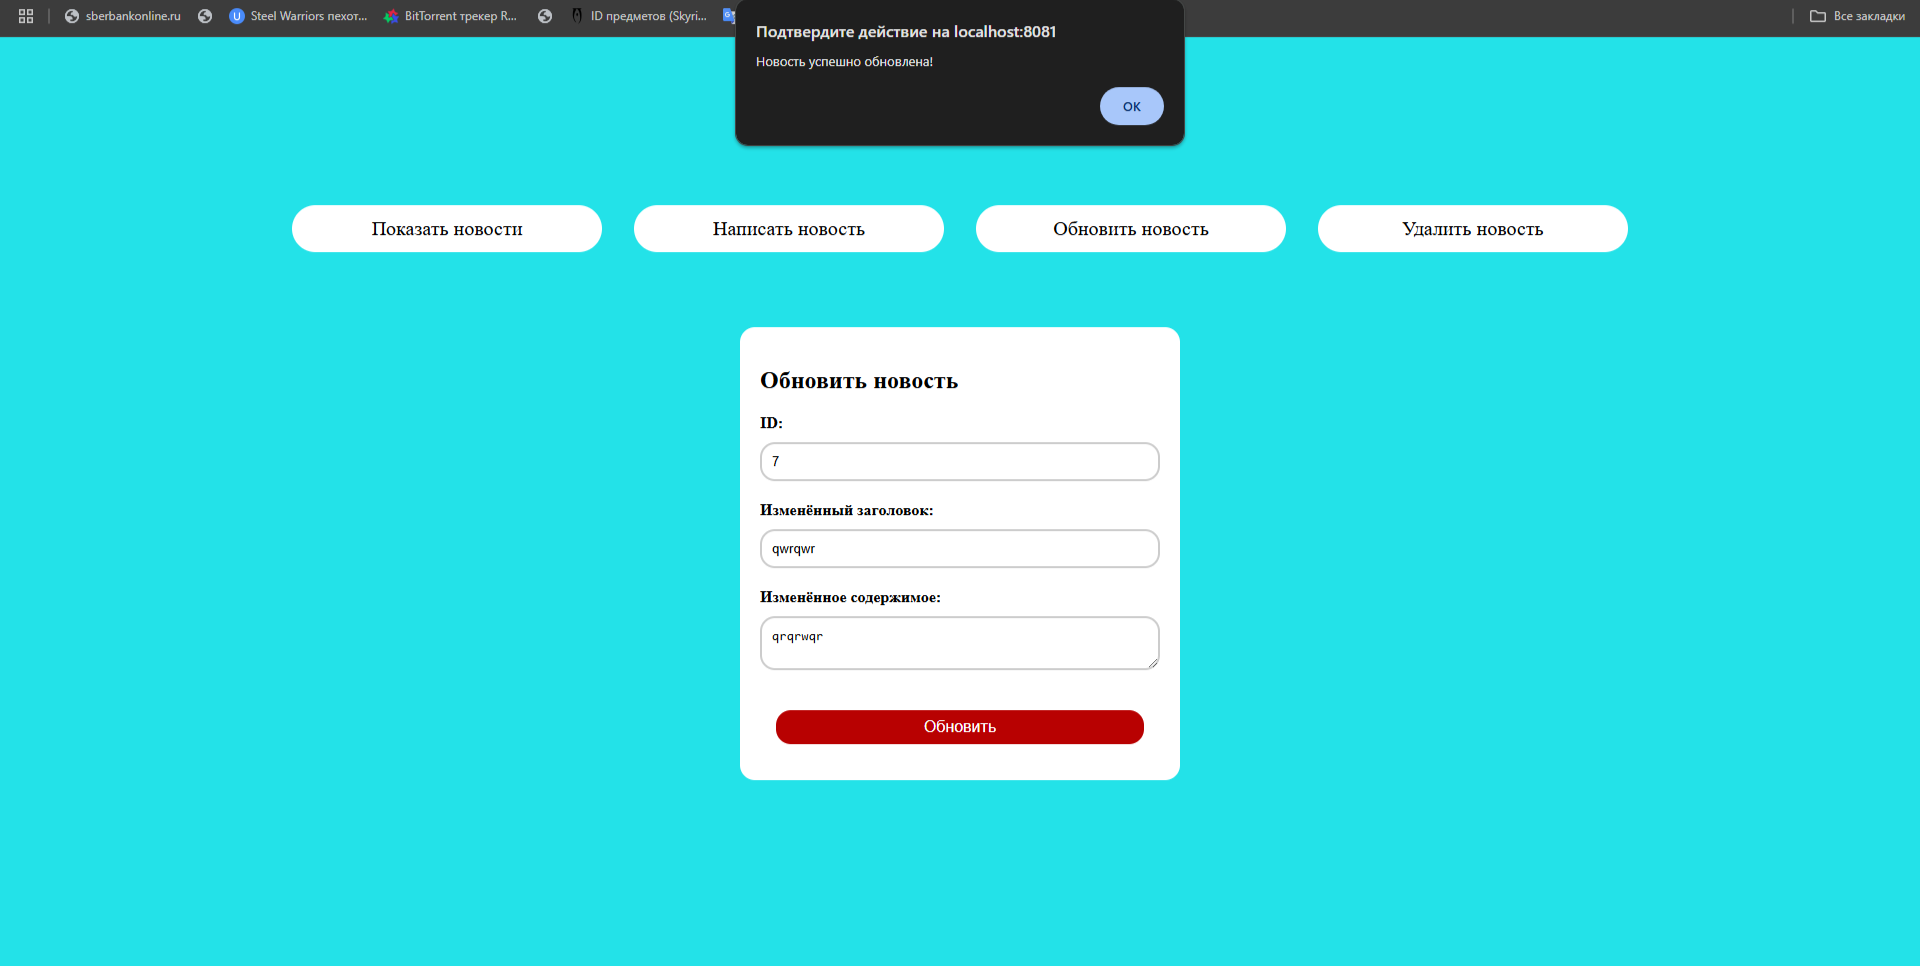 sberbankonline.ru
Steel Warriors пехот...
BitTorrent трекер R...
ID предметов (Skyri...
Все закладки
Подтвердите действие на localhost:8081
Новость успешно обновлена!
ОК
Показать новости
Написать новость
Обновить новость
Удалить новость
Обновить новость
ID:
7
Изменённый заголовок:
qwrqwr
Изменённое содержимое:
qrqrwqr
Обновить